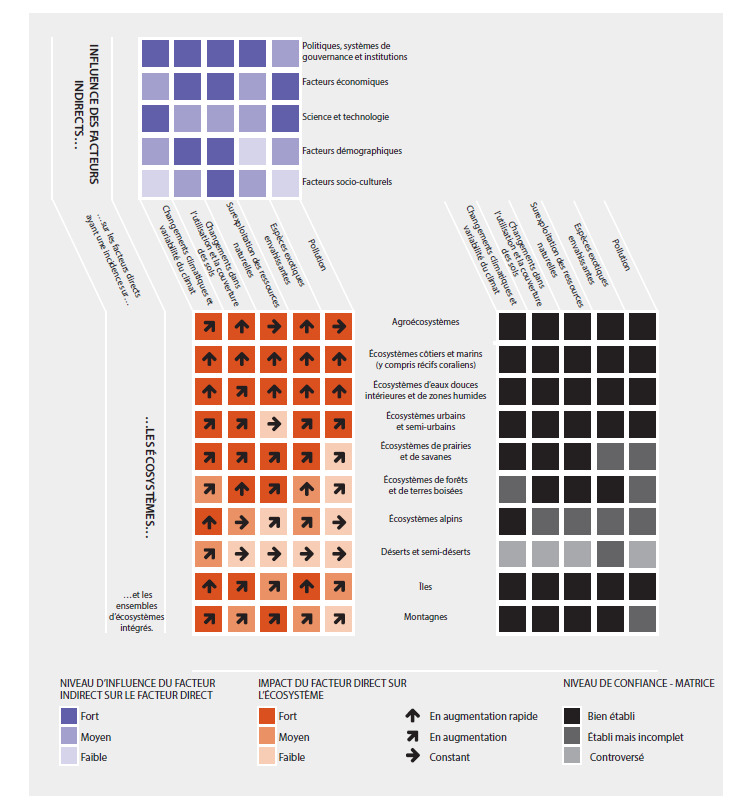 INFLUENCE DES FACTEURS
INDIRECTS…
Politiques, systèmes de
gouvernance et institutions
Facteurs économiques
Science et technologie
Facteurs démographiques
Facteurs socio-culturels
…sur les facteurs directs
ayant une incidence sur…
Changements, climatiques et
variabilité du climat
Changements dans
l'utilisation et la couverture
des sols
Surexploitation des ressources
naturelles
Espèces exotiques
envahissantes
Pollution
Changements, climatiques et
variabilité du climat
Changements dans
l'utilisation et la couverture
des sols
Surexploitation des ressources
naturelles
Espèces exotiques
envahissantes
Pollution
…LES ÉCOSYSTÈMES…
Agroécosystèmes
Écosystèmes côtiers et marins
(y compris récifs coraliens)
Écosystèmes d'eaux douces
intérieures et de zones humides
Écosystèmes urbains
et semi-urbains
Écosystèmes de prairies
et de savanes
Écosystèmes de forêts
et de terres boisées
Écosystèmes alpins
Déserts et semi-déserts
Îles
Montagnes
…et les
ensembles
d'écosystèmes
intégrés.
NIVEAU D'INFLUENCE DU FACTEUR
INDIRECT SUR LE FACTEUR DIRECT
Fort
Moyen
Faible
IMPACT DU FACTEUR DIRECT SUR
L'ÉCOSYSTÈME
Fort
Moyen
Faible
En augmentation rapide
En augmentation
Constant
NIVEAU DE CONFIANCE - MATRICE
Bien établi
Établi mais incomplet
Controversé